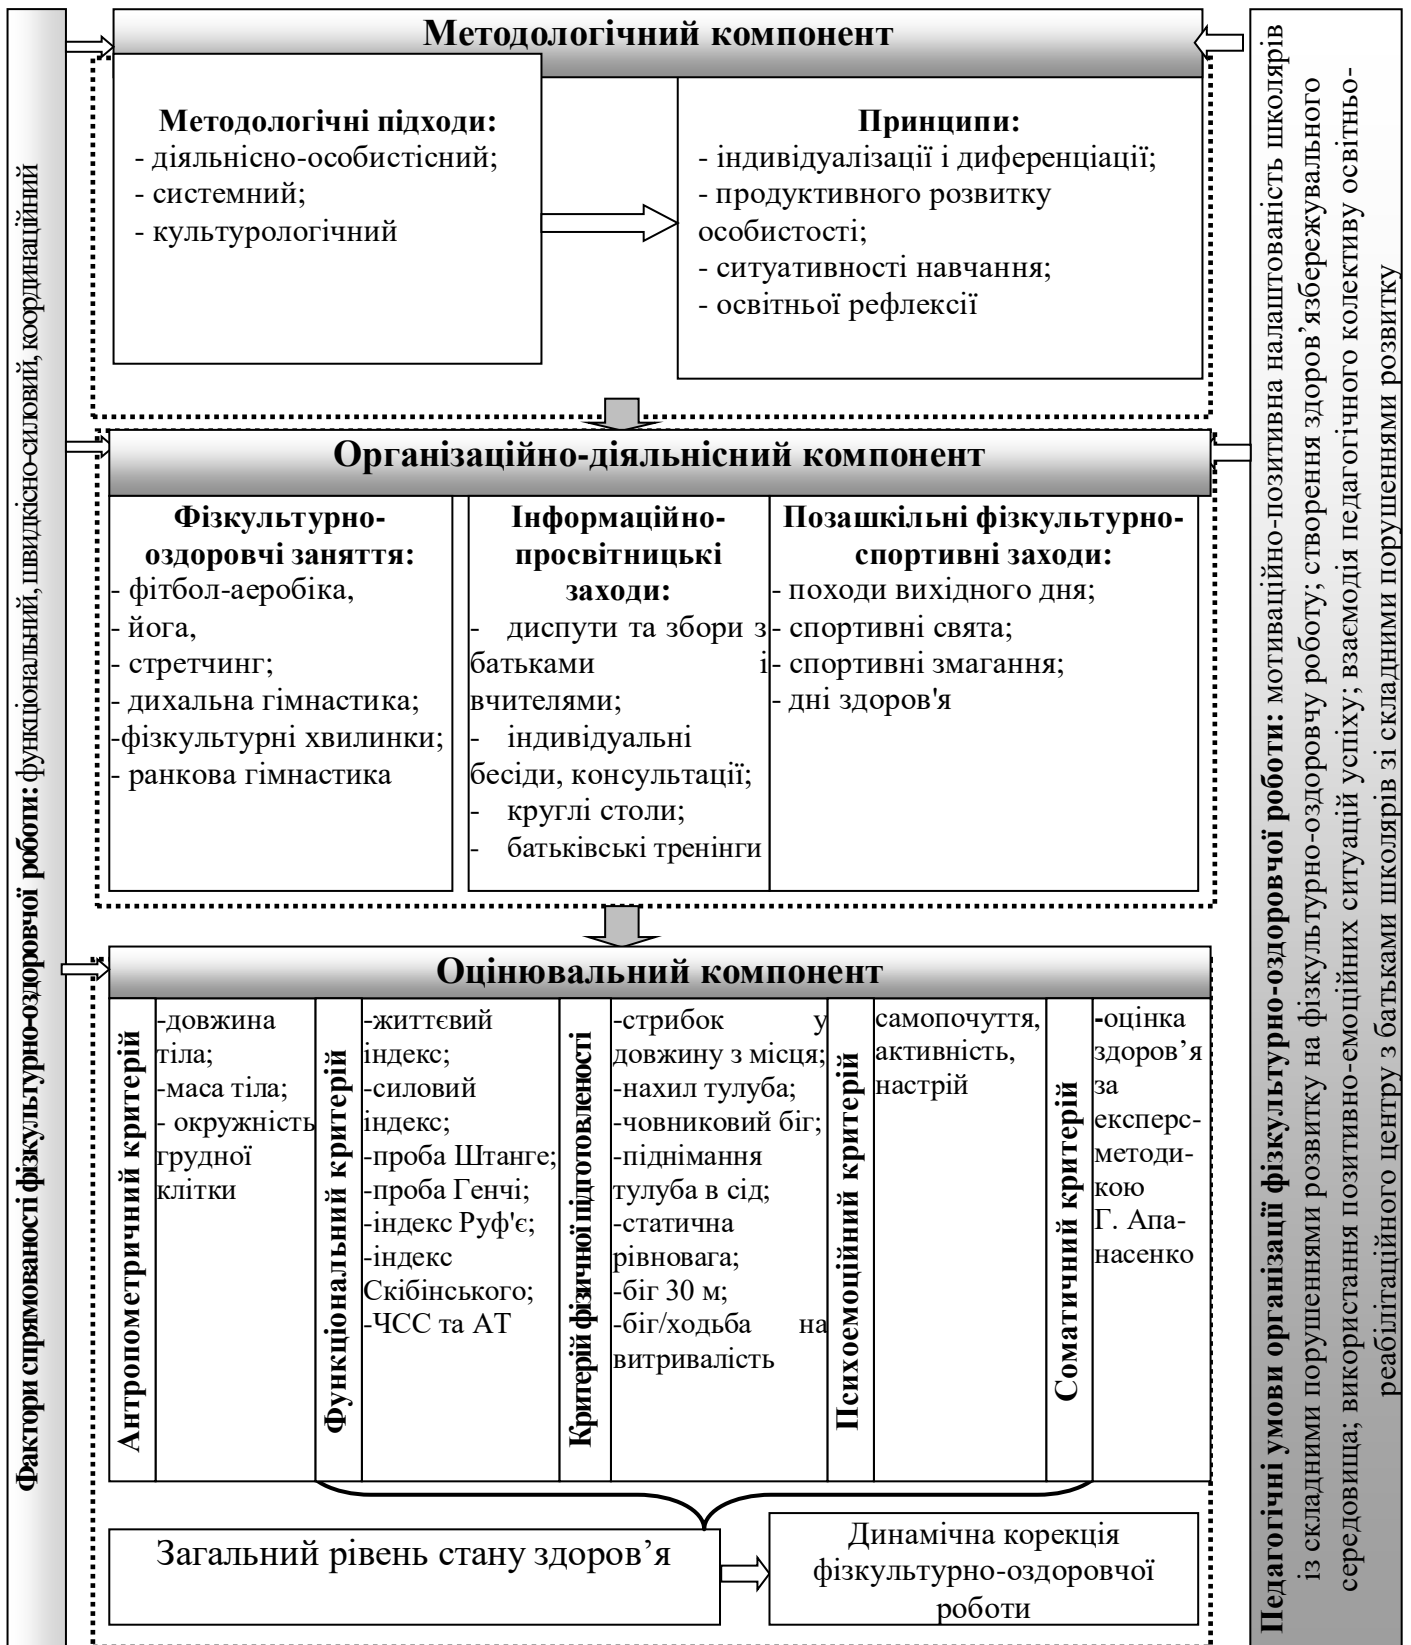 Фактори спрямованості фізкультурно-оздоровчої роботи: функціональний, швидкісно-силовий, координаційний
Методологічний компонент
Методологічні підходи:
- діяльнісно-особистісний;
- системний;
- культурологічний
Принципи:
- індивідуалізації і диференціації;
- продуктивного розвитку
особистості;
- ситуативності навчання;
- освітньої рефлексії
Організаційно-діяльнісний компонент
Фізкультурно-
оздоровчі заняття:
- фітбол-аеробіка,
- йога,
- стретчинг;
- дихальна гімнастика;
-фізкультурні хвилинки;
- ранкова гімнастика
Інформаційно-
просвітницькі
заходи:
- диспути та збори з
батьками і
вчителями;
- індивідуальні
бесіди, консультації;
- круглі столи;
- батьківські тренінги
Позашкільні фізкультурно-
спортивні заходи:
- походи вихідного дня;
- спортивні свята;
- спортивні змагання;
- дні здоров'я
Оцінювальний компонент
Антропометричний критерій
-довжина
тіла;
-маса тіла;
- окружність
грудної
клітки
Функціональний критерій
-життєвий
індекс;
-силовий
індекс;
-проба Штанге;
-проба Генчі;
-індекс Руф'є;
-індекс
Скібінського;
-ЧСС та АТ
Критерій фізичної підготовленості
-стрибок у
довжину з місця;
-нахил тулуба;
-човниковий біг;
-піднімання
тулуба в сід;
-статична
рівновага;
-біг 30 м;
-біг/ходьба на
витривалість
Психоемоційний критерій
самопочуття,
активність,
настрій
Соматичний критерій
-оцінка
здоров’я
за
експерс-
методи-
кою
Г. Апа-
насенко
Загальний рівень стану здоров’я
Динамічна корекція
фізкультурно-оздоровчої
роботи
Педагогічні умови організації фізкультурно-оздоровчої роботи: мотиваційно-позитивна налаштованість школярів
із складними порушеннями розвитку на фізкультурно-оздоровчу роботу; створення здоров’язбережувального
середовища; використання позитивно-емоційних ситуацій успіху; взаємодія педагогічного колективу освітньо-
реабілітаційного центру з батьками школярів зі складними порушеннями розвитку